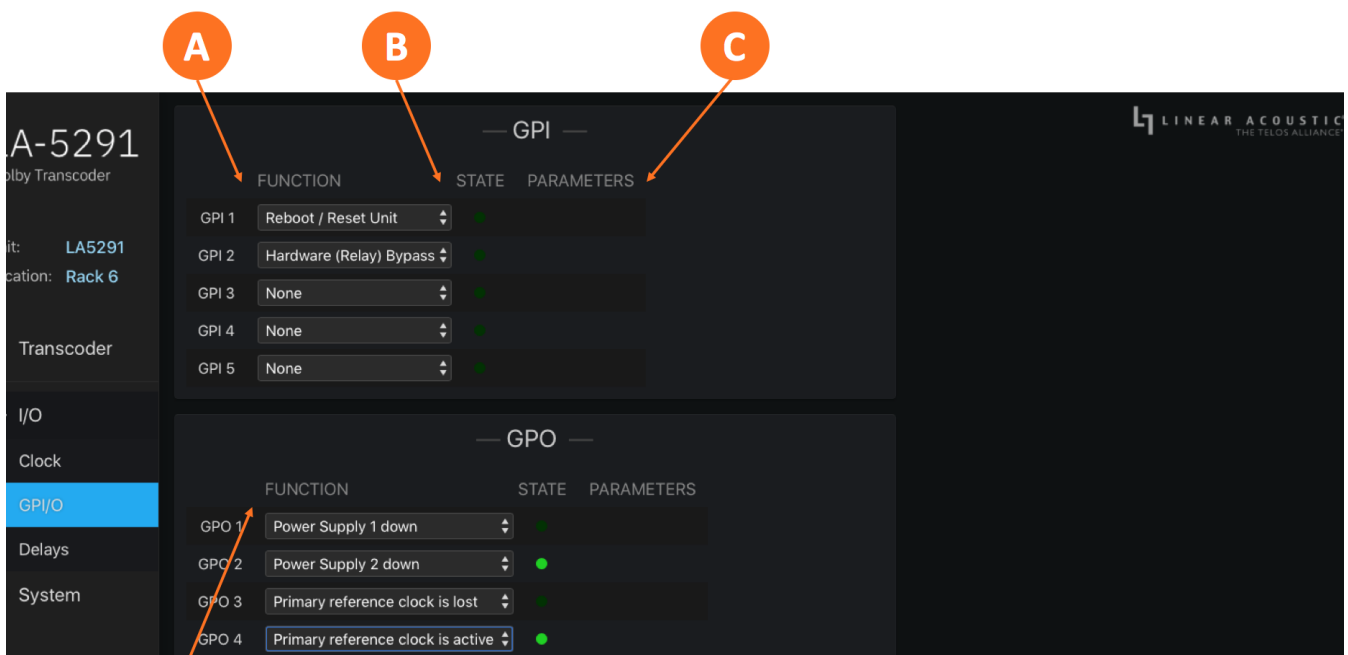 A B C
LA-5291
olby Transcoder
it: LA5291
cation: Rack 6
Transcoder
I/O
Clock
GPI/O
Delays
System
GPI
FUNCTION STATE PARAMETERS
GPI 1 Reboot / Reset Unit
GPI 2 Hardware (Relay) Bypass
GPI 3 None
GPI 4 None
GPI 5 None
GPO
FUNCTION STATE PARAMETERS
GPO 1 Power Supply 1 down
GPO 2 Power Supply 2 down
GPO 3 Primary reference clock is lost
GPO 4 Primary reference clock is active
LINEAR ACOUSTIC
THE TELOS ALLIANCE